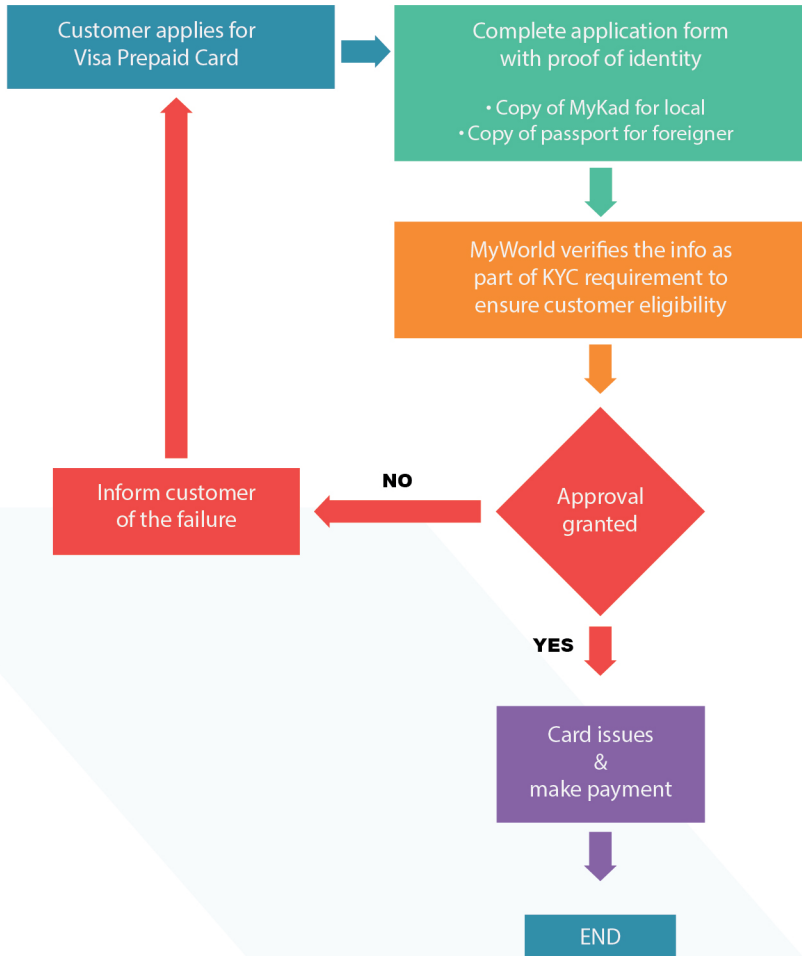 Customer applies for
Visa Prepaid Card
Complete application form
with proof of identity
• Copy of MyKad for local
• Copy of passport for foreigner
MyWorld verifies the info as
part of KYC requirement to
ensure customer eligibility
Approval
granted
NO
Inform customer
of the failure
YES
Card issues
&
make payment
END